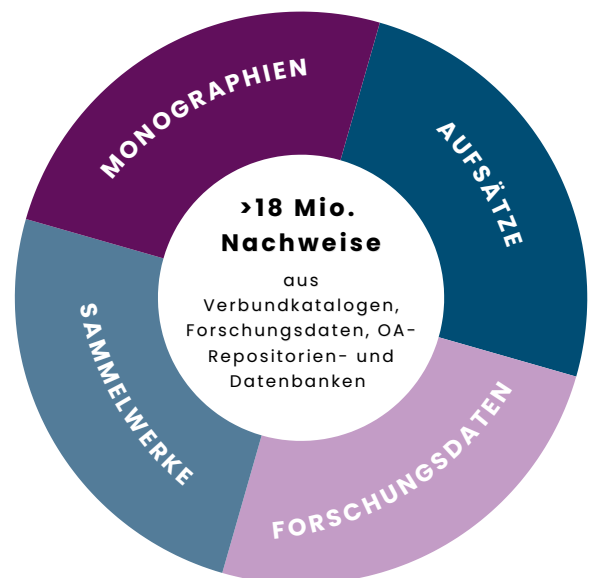 MONOGRAPHIEN
AUFSÄTZE
>18 Mio.
Nachweise
aus
Verbundkatalogen,
Forschungsdaten, OA-
Repositorien- und
Datenbanken
SAMMELWERKE
FORSCHUNGSDATEN